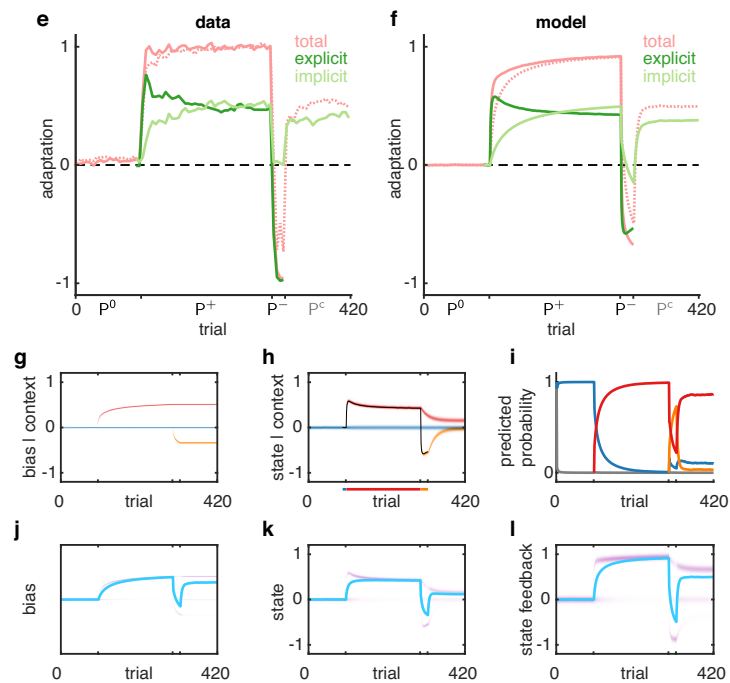 e
data
total
explicit
implicit
1
0
-1
adaptation
P⁰
P⁺
P⁻
Pᶜ
420
trial
f
model
total
explicit
implicit
1
0
-1
adaptation
P⁰
P⁺
P⁻
Pᶜ
420
trial
g
1
0
-1
bias | context
0
trial
420
h
1
0
-1
state | context
0
trial
420
i
1
0
predicted
probability
0
trial
420
j
1
0
-1
bias
0
trial
420
k
1
0
-1
state
0
trial
420
l
1
0
-1
state feedback
0
trial
420